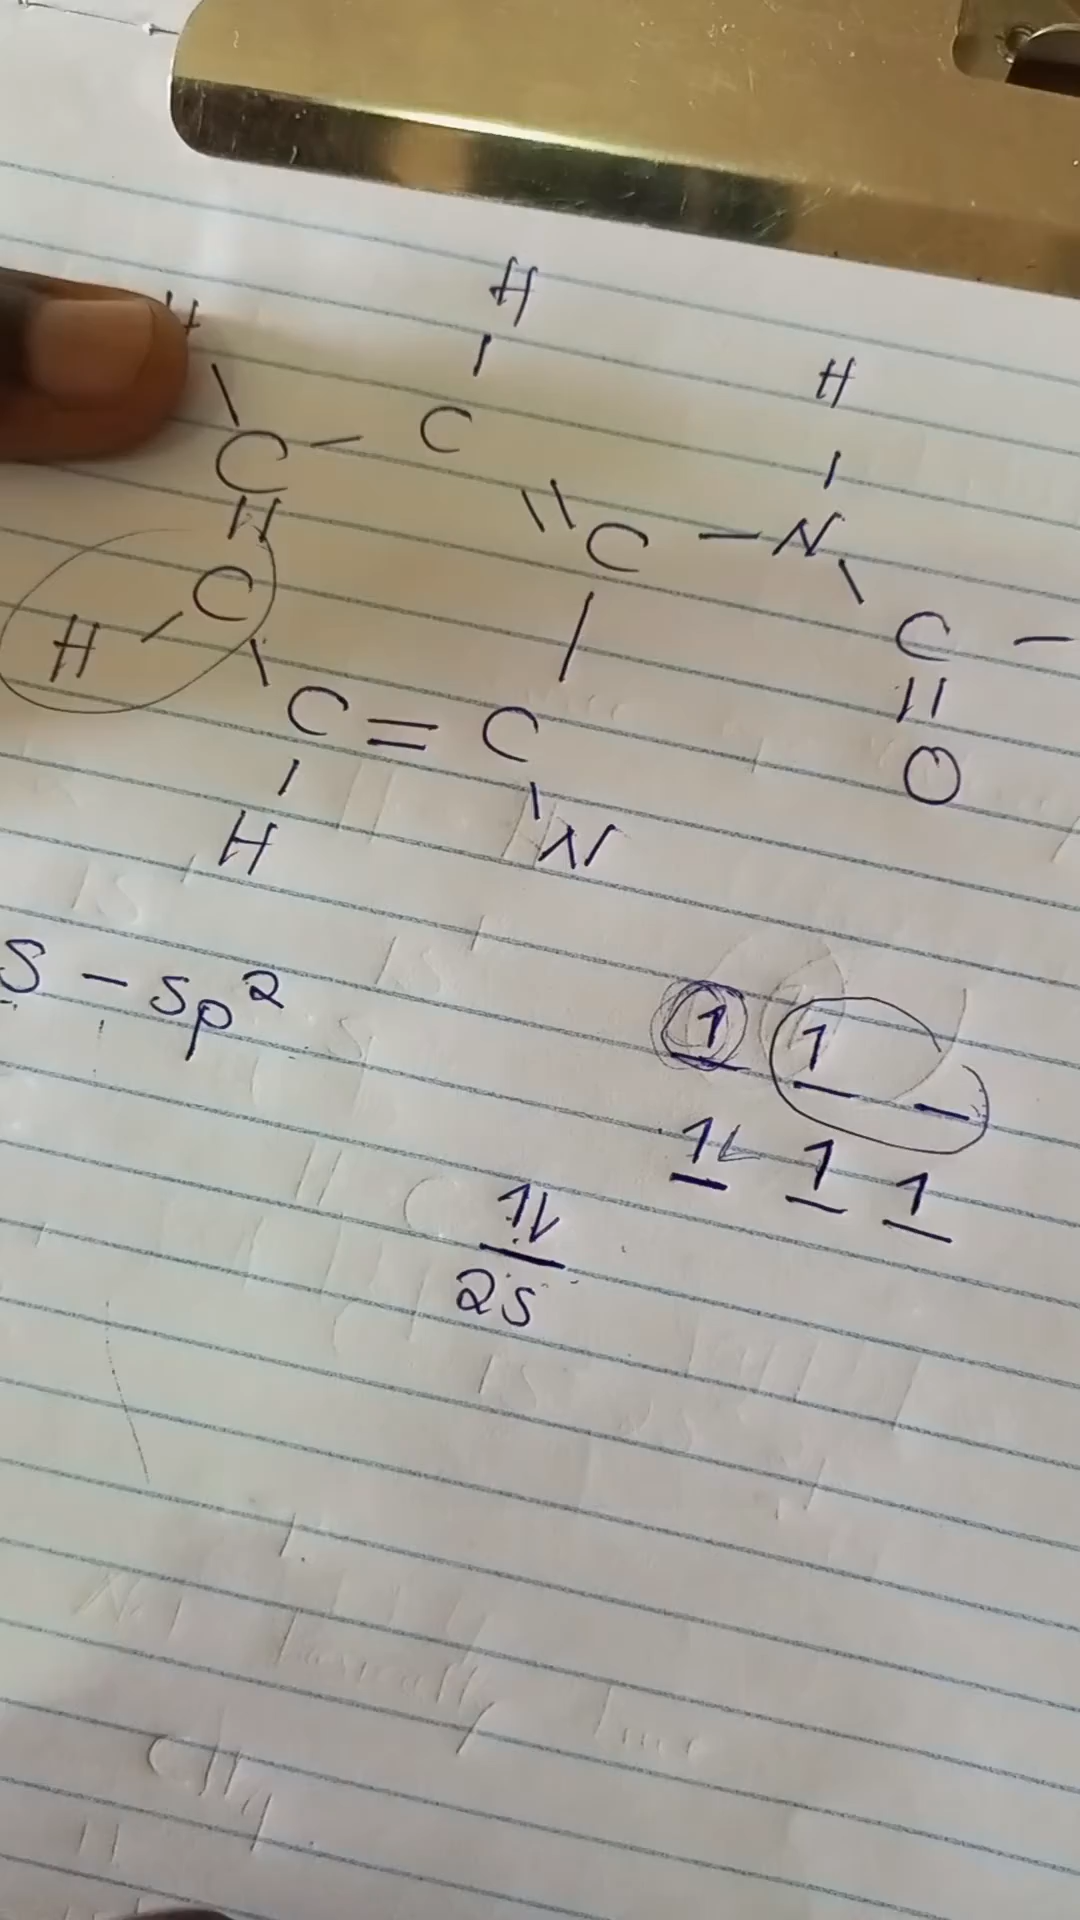 H
H H
C – C
|| \\ C – N
C \
H – \ | C –
C = C ||
| \ O
H N
S – sp²
1 1 _
1L 1 1
1L
2s